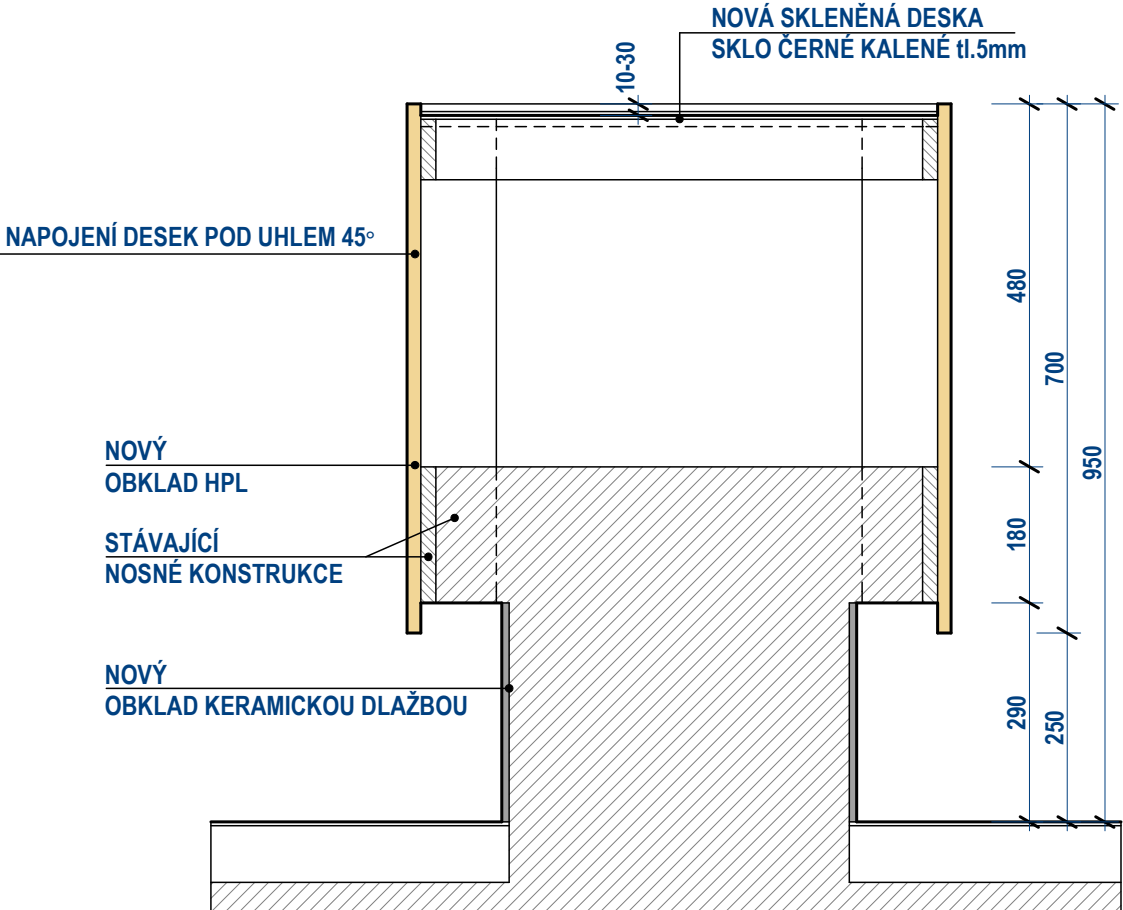 NOVÁ SKLENĚNÁ DESKA
SKLO ČERNÉ KALENÉ tl.5mm
10-30
NAPOJENÍ DESEK POD UHLEM 45°
480
700
950
NOVÝ
OBKLAD HPL
STÁVAJÍCÍ
NOSNÉ KONSTRUKCE
180
NOVÝ
OBKLAD KERAMICKOU DLAŽBOU
290
250